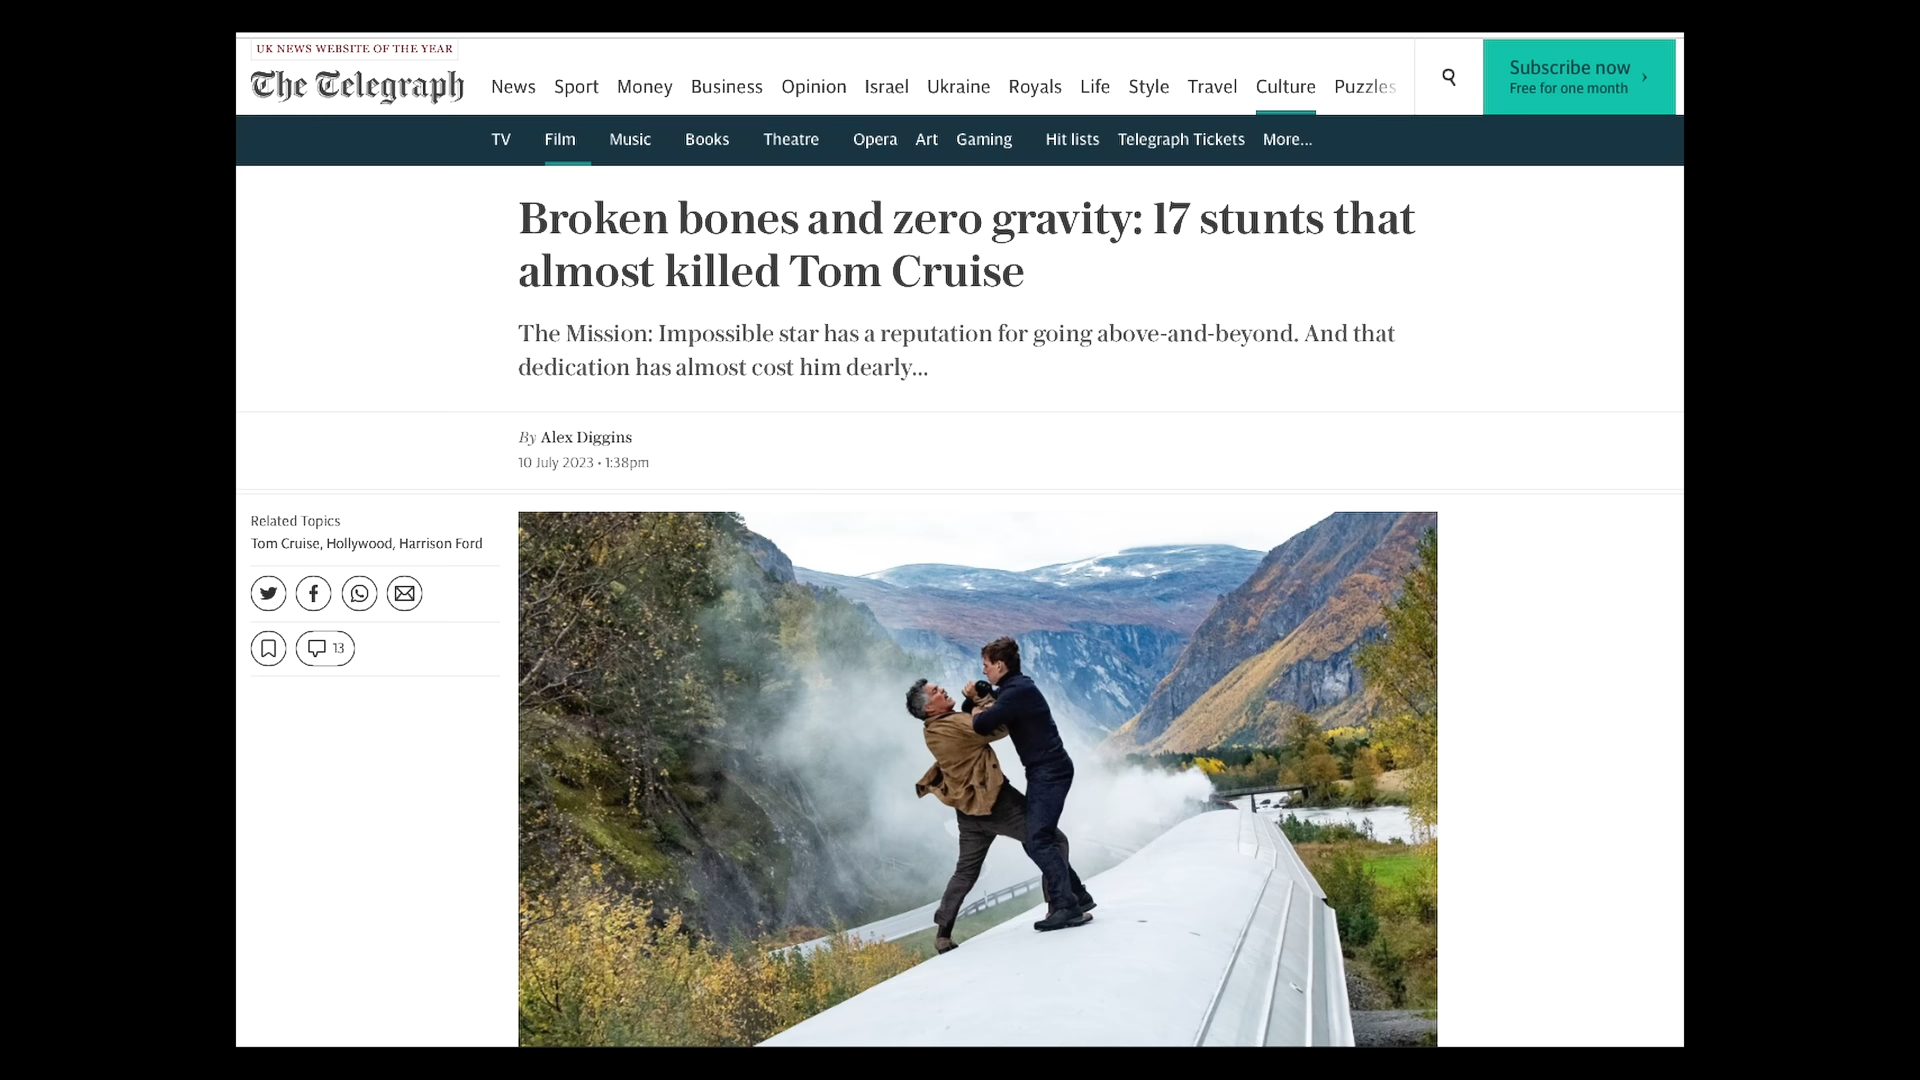 UK NEWS WEBSITE OF THE YEAR
The Telegraph
News Sport Money Business Opinion Israel Ukraine Royals Life Style Travel Culture Puzzles
Subscribe now
Free for one month
TV Film Music Books Theatre Opera Art Gaming Hit lists Telegraph Tickets More...
Broken bones and zero gravity: 17 stunts that
almost killed Tom Cruise
The Mission: Impossible star has a reputation for going above-and-beyond. And that
dedication has almost cost him dearly...
By Alex Diggins
10 July 2023 • 1:38pm
Related Topics
Tom Cruise, Hollywood, Harrison Ford
13